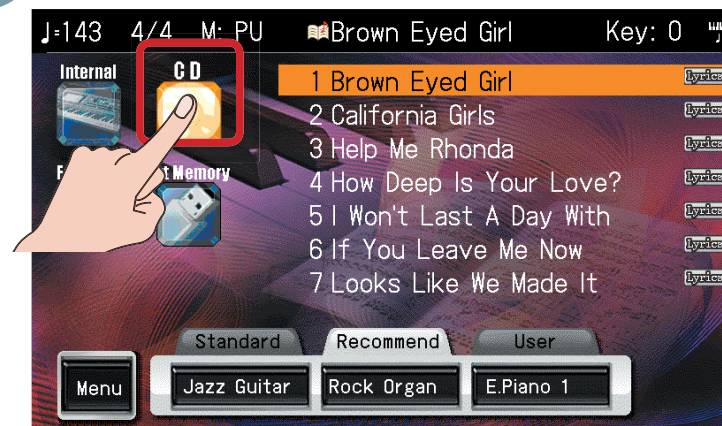 ♩=143 4/4 M: PU Brown Eyed Girl Key: 0
Internal CD
1 Brown Eyed Girl Lyrics
2 California Girls Lyrics
3 Help Me Rhonda Lyrics
4 How Deep Is Your Love? Lyrics
5 I Won't Last A Day With Lyrics
6 If You Leave Me Now Lyrics
7 Looks Like We Made It Lyrics
Memory
Standard Recommend User
Menu Jazz Guitar Rock Organ E.Piano 1